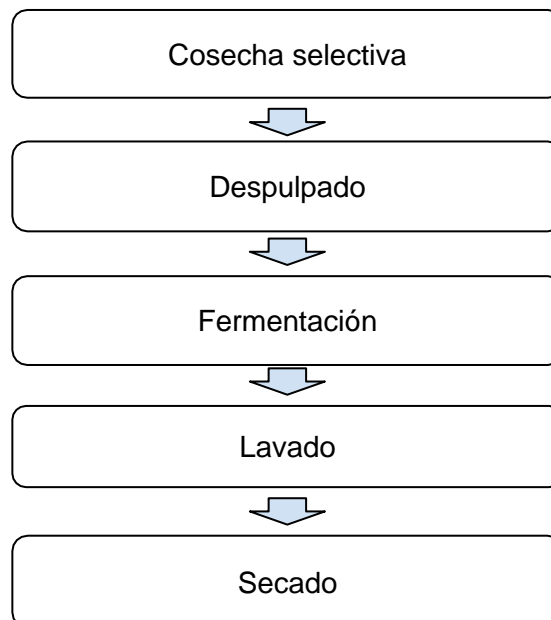 Cosecha selectiva
Despulpado
Fermentación
Lavado
Secado